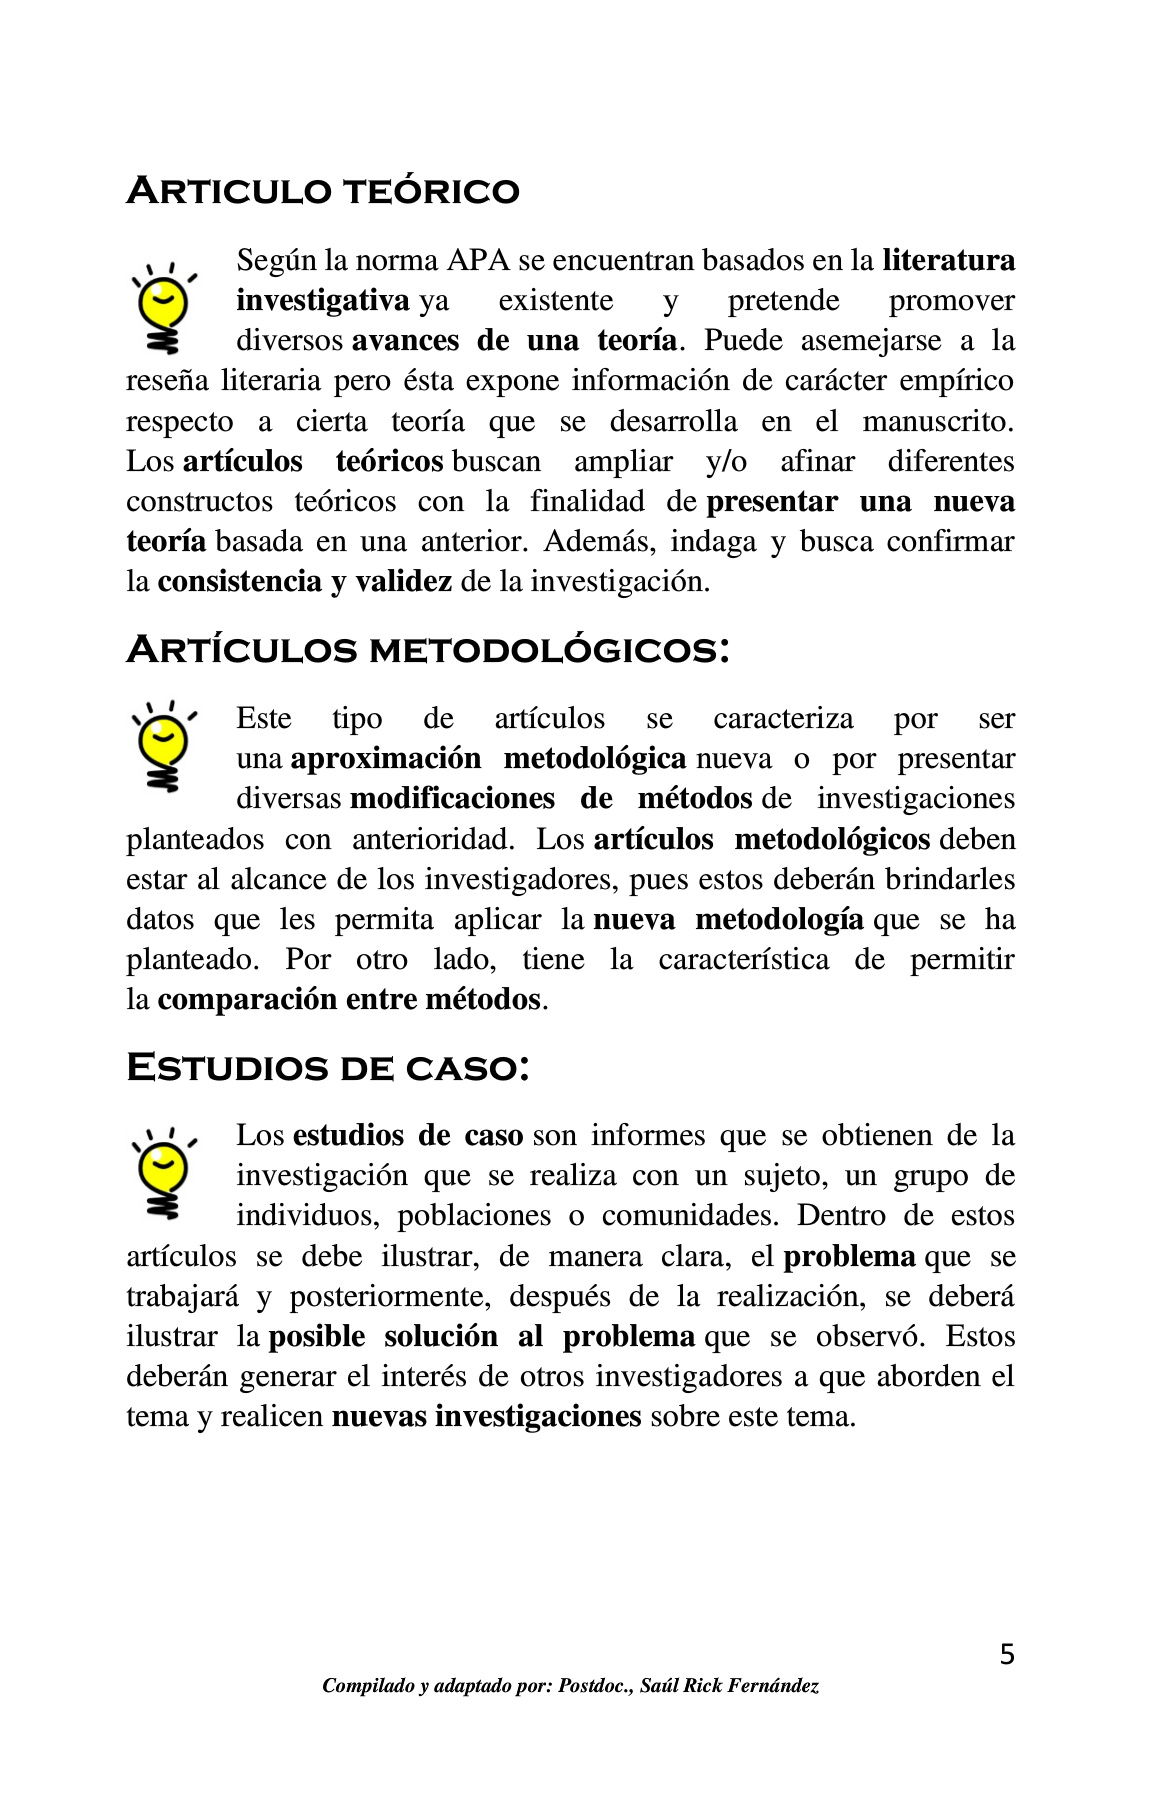 ARTICULO TEÓRICO
Según la norma APA se encuentran basados en la literatura
investigativa ya existente y pretende promover
diversos avances de una teoría. Puede asemejarse a la
reseña literaria pero ésta expone información de carácter empírico
respecto a cierta teoría que se desarrolla en el manuscrito.
Los artículos teóricos buscan ampliar y/o afinar diferentes
constructos teóricos con la finalidad de presentar una nueva
teoría basada en una anterior. Además, indaga y busca confirmar
la consistencia y validez de la investigación.
ARTÍCULOS METODOLÓGICOS:
Este tipo de artículos se caracteriza por ser
una aproximación metodológica nueva o por presentar
diversas modificaciones de métodos de investigaciones
planteados con anterioridad. Los artículos metodológicos deben
estar al alcance de los investigadores, pues estos deberán brindarles
datos que les permita aplicar la nueva metodología que se ha
planteado. Por otro lado, tiene la característica de permitir
la comparación entre métodos.
ESTUDIOS DE CASO:
Los estudios de caso son informes que se obtienen de la
investigación que se realiza con un sujeto, un grupo de
individuos, poblaciones o comunidades. Dentro de estos
artículos se debe ilustrar, de manera clara, el problema que se
trabajará y posteriormente, después de la realización, se deberá
ilustrar la posible solución al problema que se observó. Estos
deberán generar el interés de otros investigadores a que aborden el
tema y realicen nuevas investigaciones sobre este tema.
5
Compilado y adaptado por: Postdoc., Saúl Rick Fernández